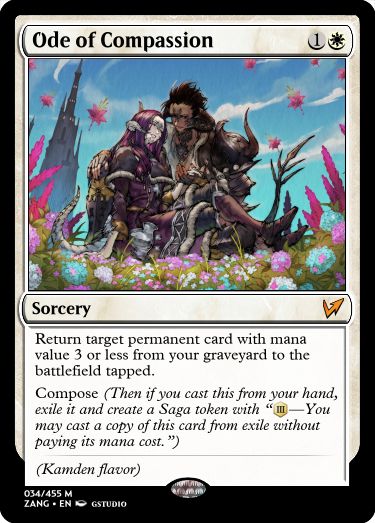 Ode of Compassion 1
Sorcery
Return target permanent card with mana
value 3 or less from your graveyard to the
battlefield tapped.
Compose (Then if you cast this from your hand,
exile it and create a Saga token with “III—You
may cast a copy of this card from exile without
paying its mana cost.”)
(Kamden flavor)
034/455 M
ZANG • EN GSTUDIO